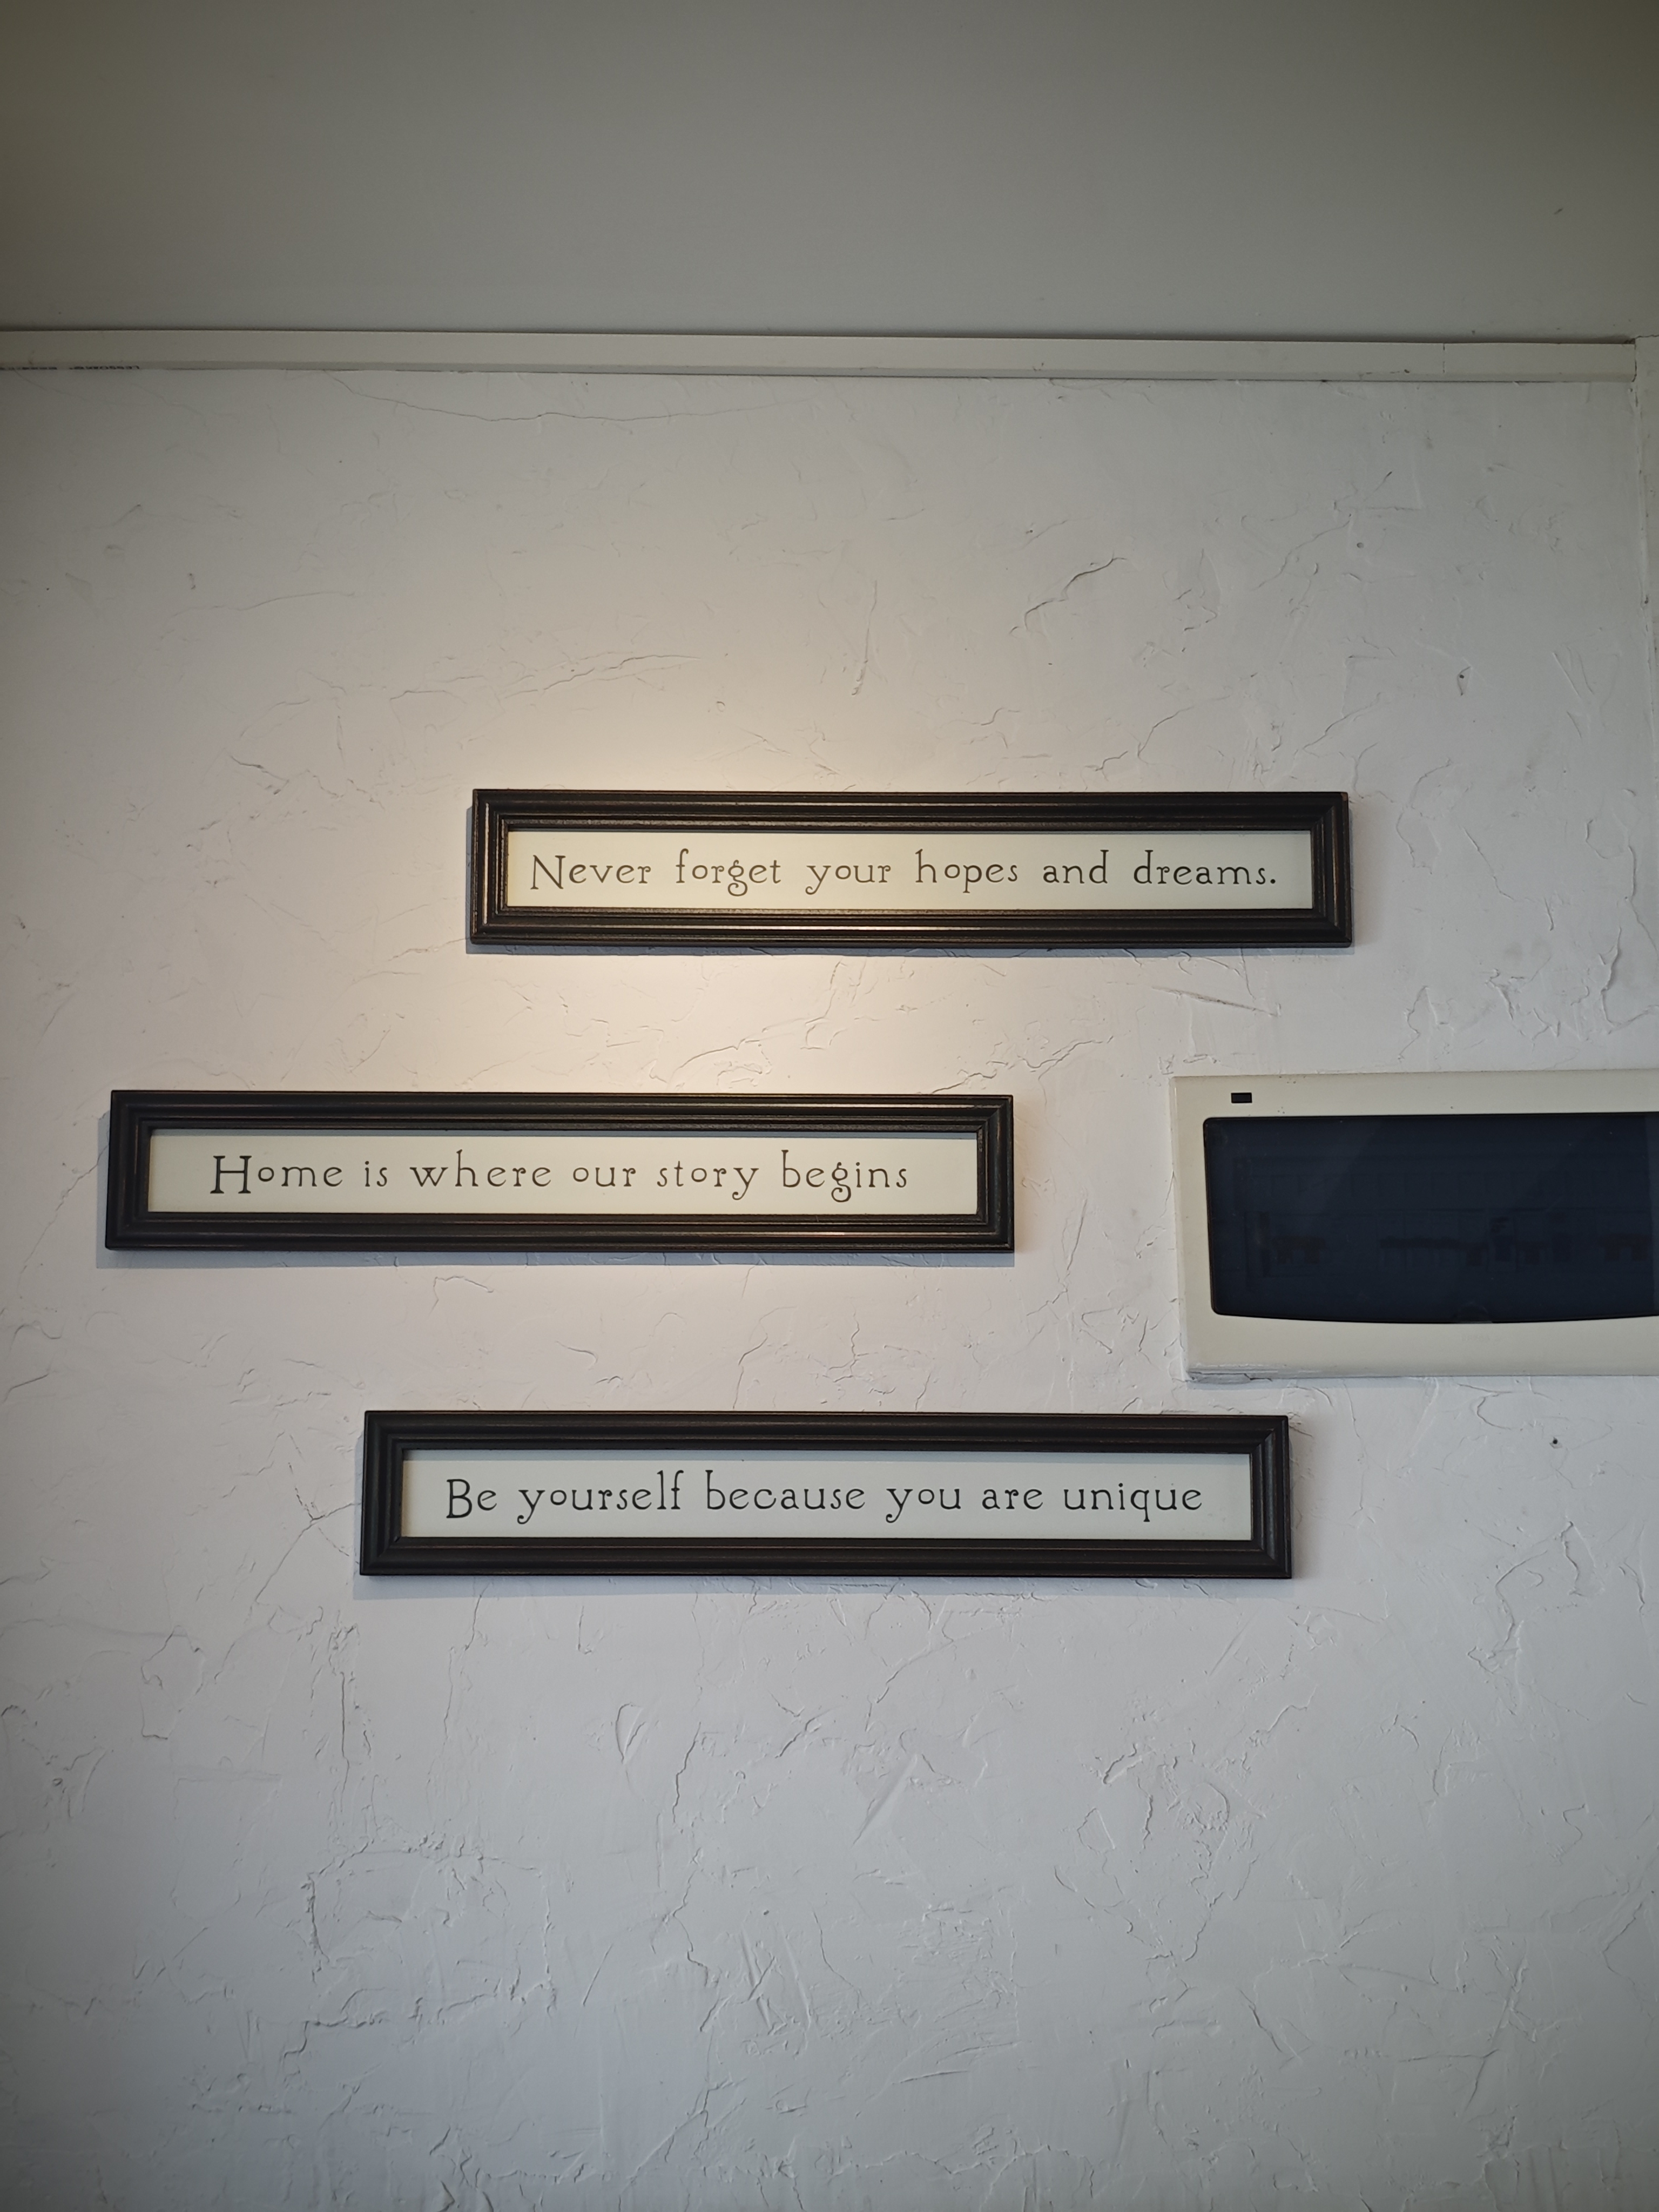 Never forget your hopes and dreams.
Home is where our story begins
Be yourself because you are unique